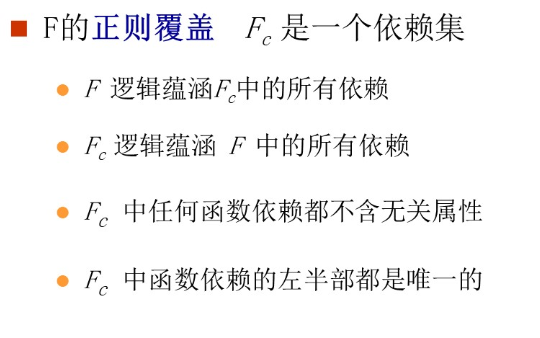 F的正则覆盖 Fc 是一个依赖集
F 逻辑蕴涵Fc中的所有依赖
Fc 逻辑蕴涵 F 中的所有依赖
Fc 中任何函数依赖都不含无关属性
Fc 中函数依赖的左半部都是唯一的